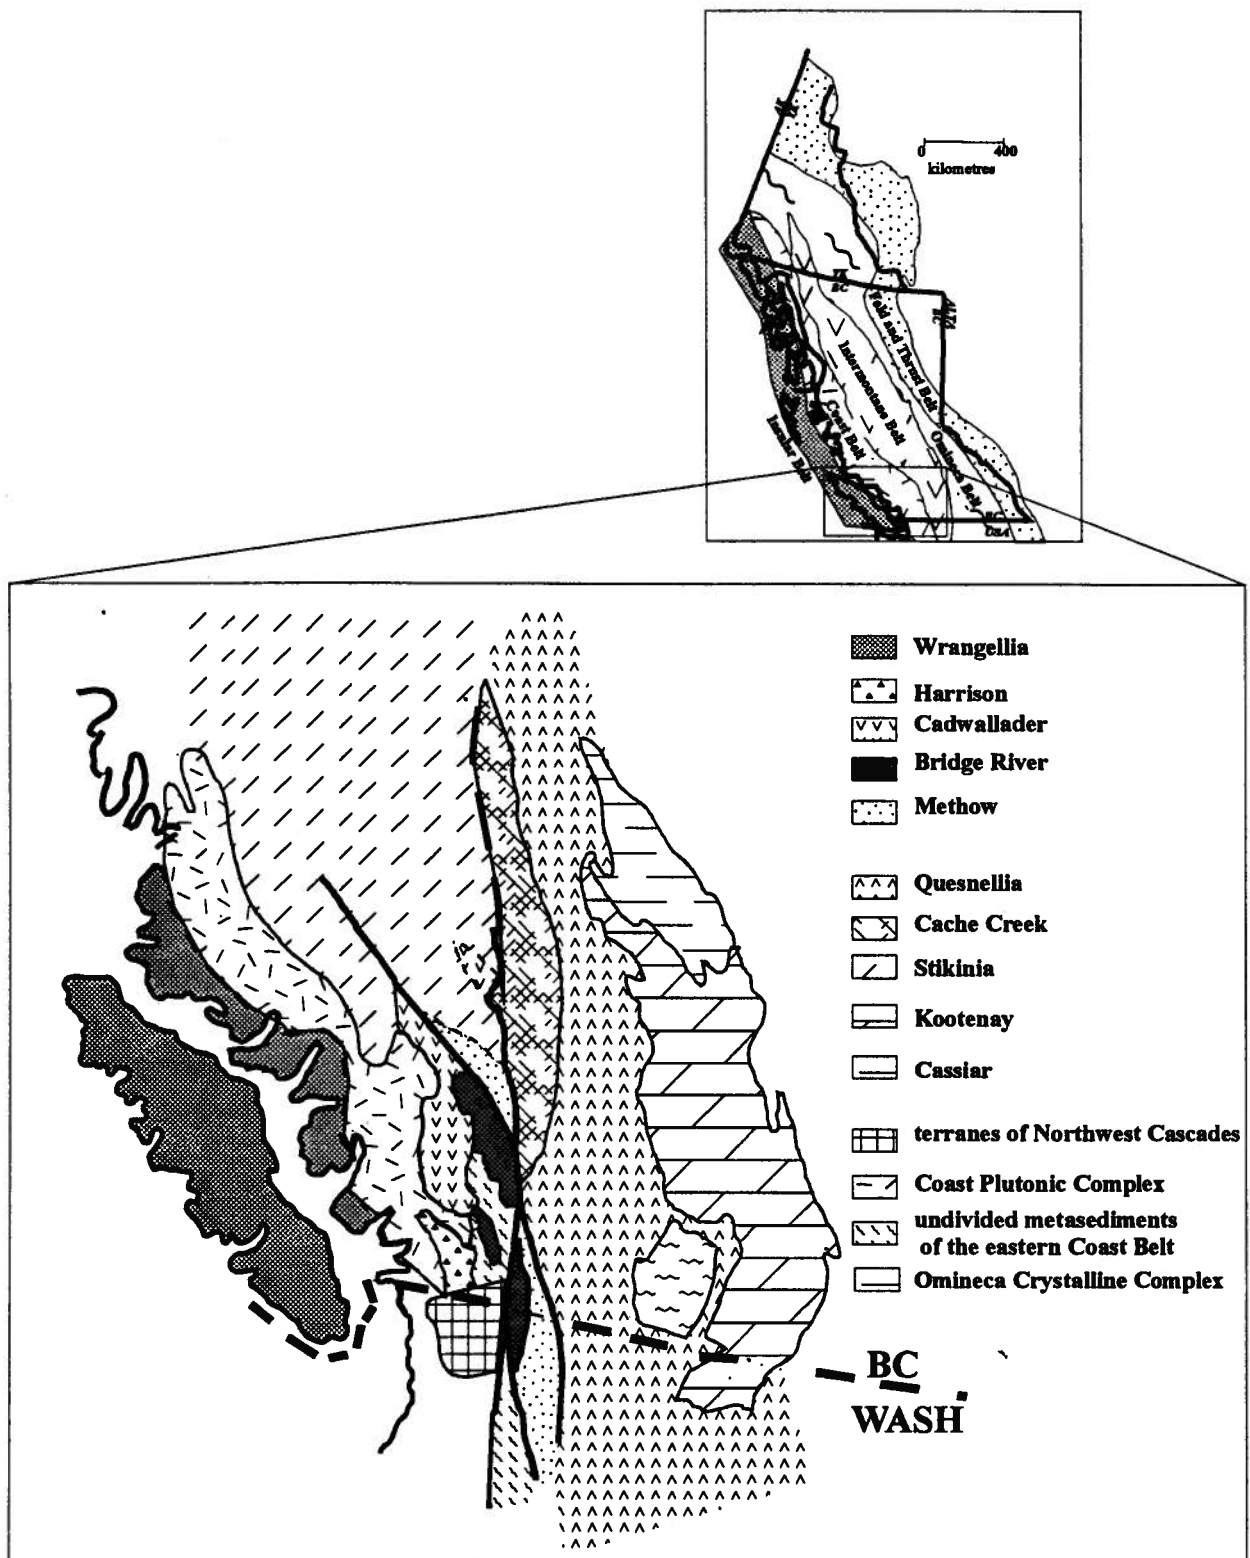 0 400
kilometres
BC
Fold and Thrust Belt
Intermontane Belt
Coast Belt
Omineca Belt
Insular Belt
BC
USA
Wrangellia
Harrison
Cadwallader
Bridge River
Methow
Quesnellia
Cache Creek
Stikinia
Kootenay
Cassiar
terranes of Northwest Cascades
Coast Plutonic Complex
undivided metasediments
of the eastern Coast Belt
Omineca Crystalline Complex
BC
WASH